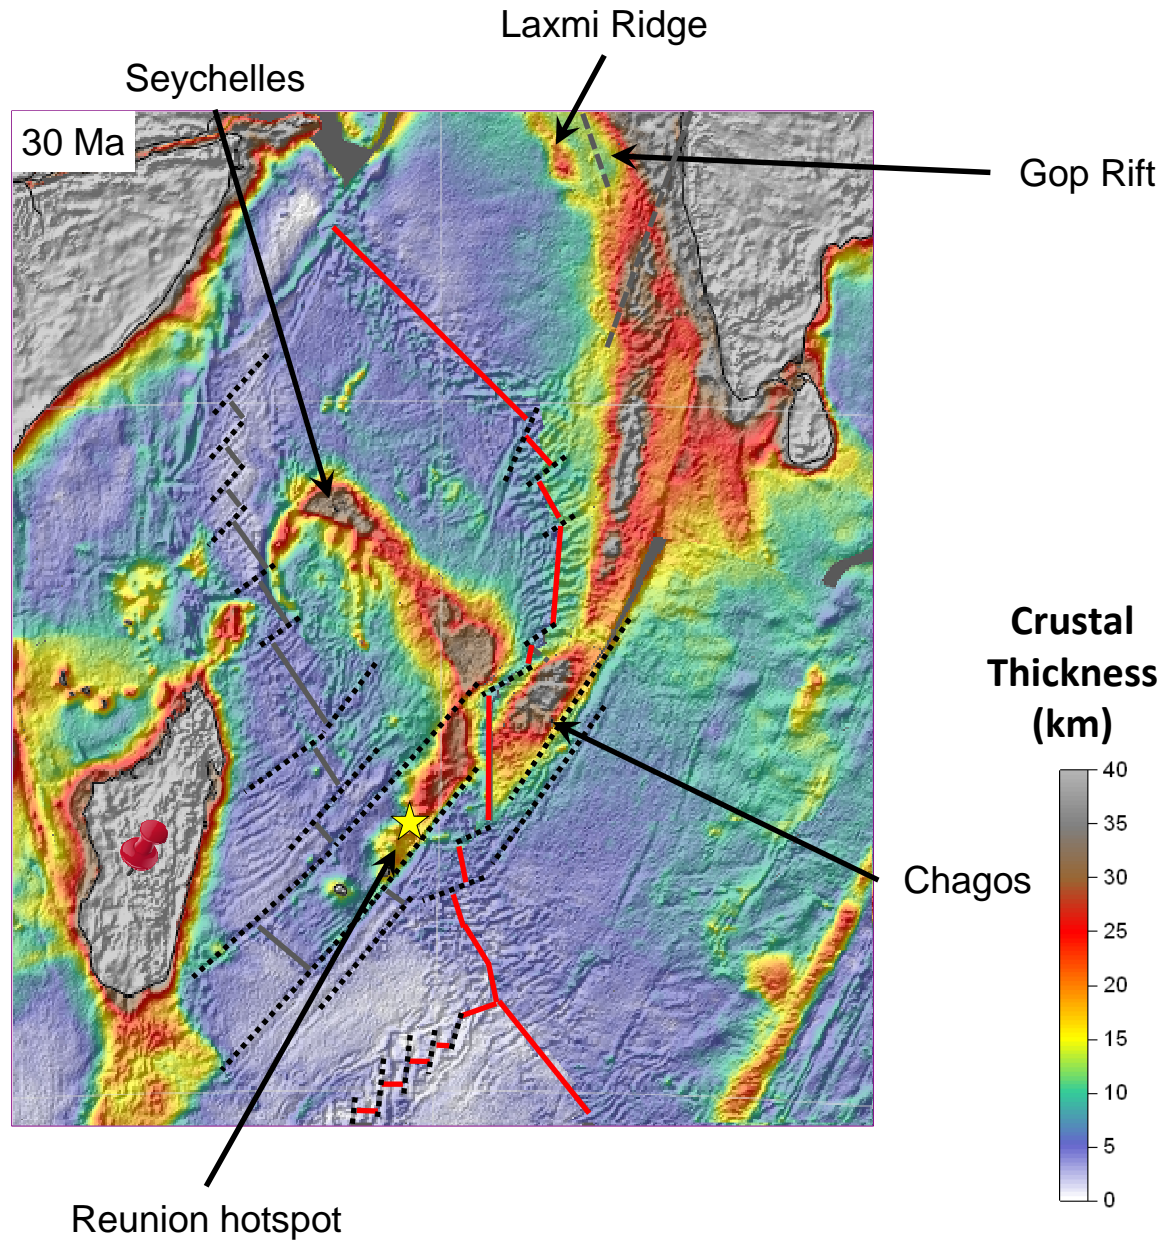 Laxmi Ridge
Seychelles
30 Ma
Gop Rift
Crustal
Thickness
(km)
40
35
30
25
20
15
10
5
0
Chagos
Reunion hotspot